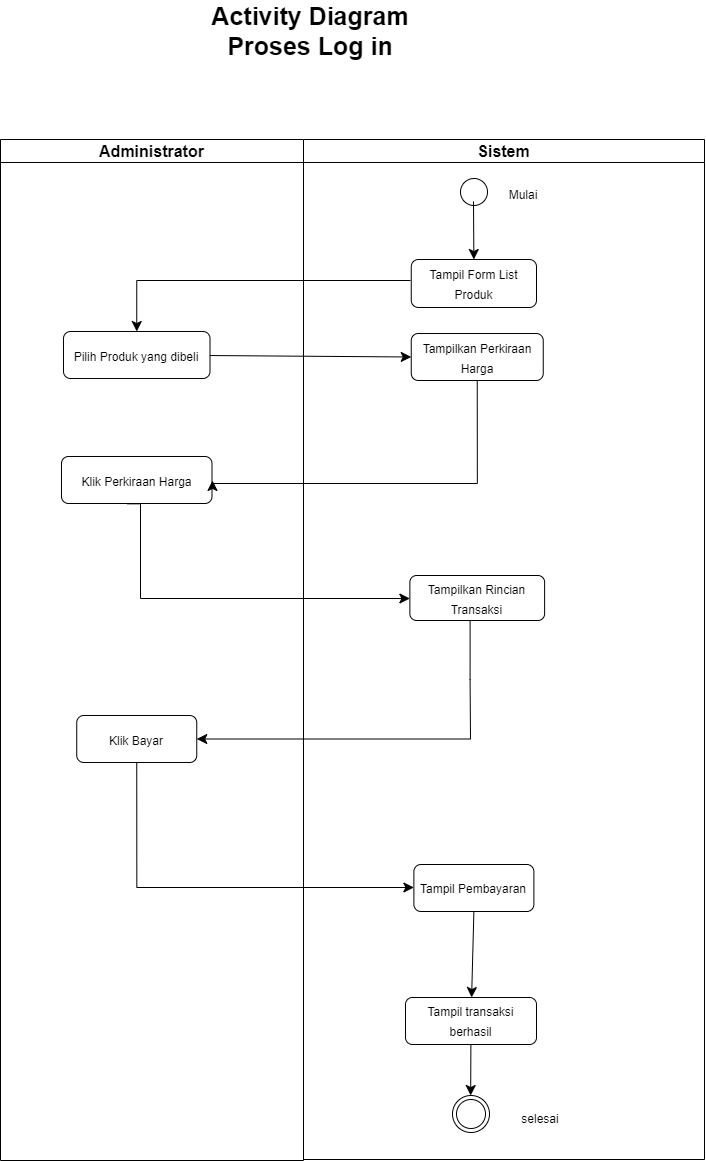 Activity Diagram
Proses Log in
Administrator
Sistem
Mulai
Tampil Form List
Produk
Pilih Produk yang dibeli
Tampilkan Perkiraan
Harga
Klik Perkiraan Harga
Tampilkan Rincian
Transaksi
Klik Bayar
Tampil Pembayaran
Tampil transaksi
berhasil
selesai